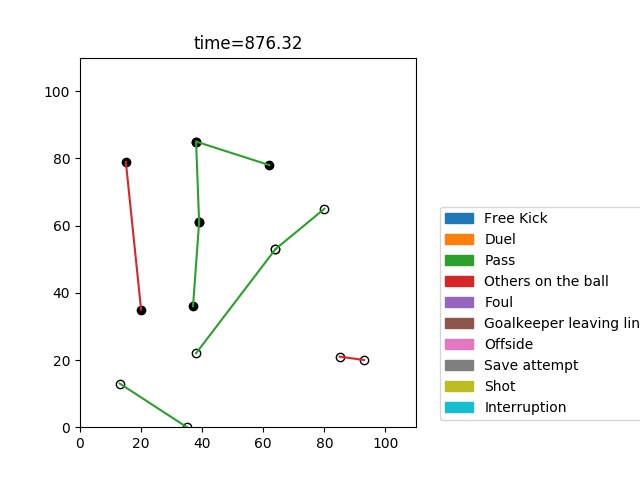 time=876.32
100
80
60
40
20
0
0 20 40 60 80 100
Free Kick
Duel
Pass
Others on the ball
Foul
Goalkeeper leaving lin
Offside
Save attempt
Shot
Interruption